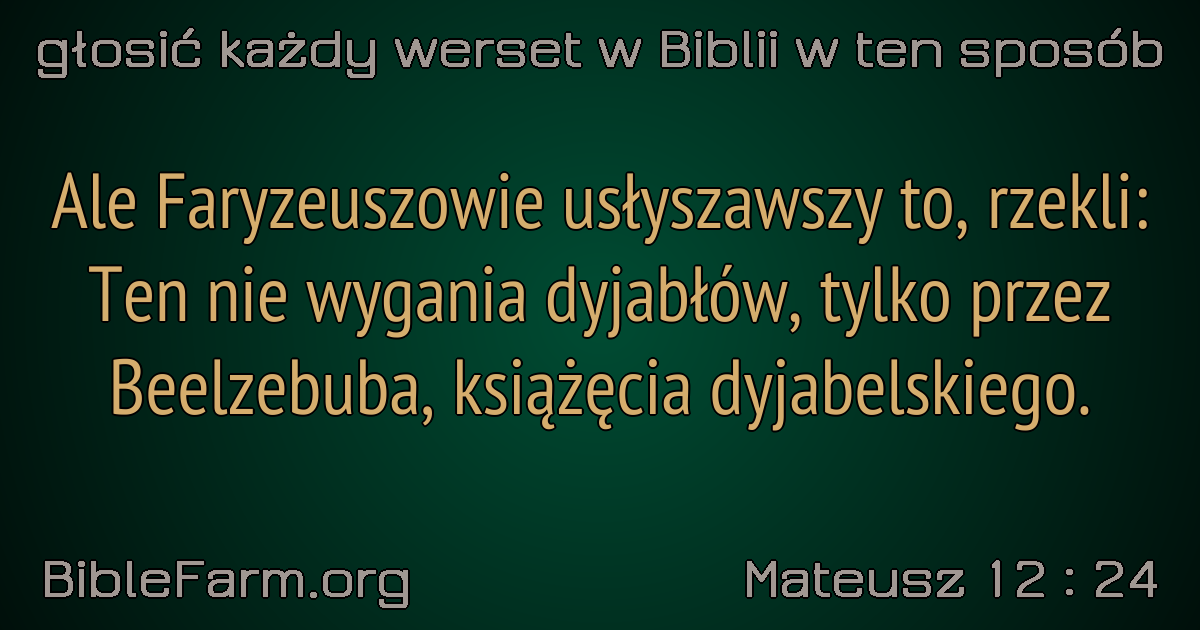 głosić każdy werset w Biblii w ten sposób
Ale Faryzeuszowie usłyszawszy to, rzekli:
Ten nie wygania dyjabłów, tylko przez
Beelzebuba, książęcia dyjabelskiego.
BibleFarm.org
Mateusz 12 : 24